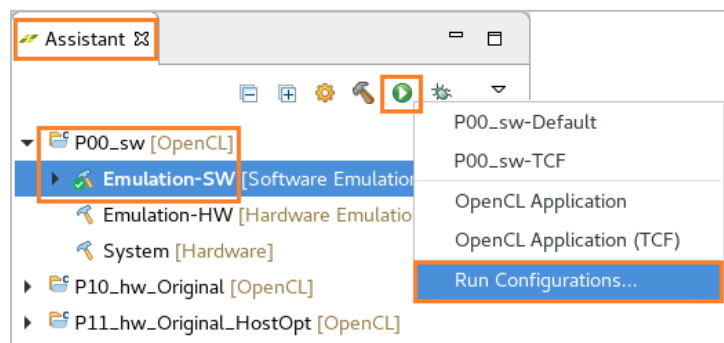 Assistant
P00_sw [OpenCL]
P00_sw-Default
P00_sw-TCF
Emulation-SW [Software Emulation
OpenCL Application
Emulation-HW [Hardware Emulatio
OpenCL Application (TCF)
System [Hardware]
Run Configurations...
P10_hw_Original [OpenCL]
P11_hw_Original_HostOpt [OpenCL]